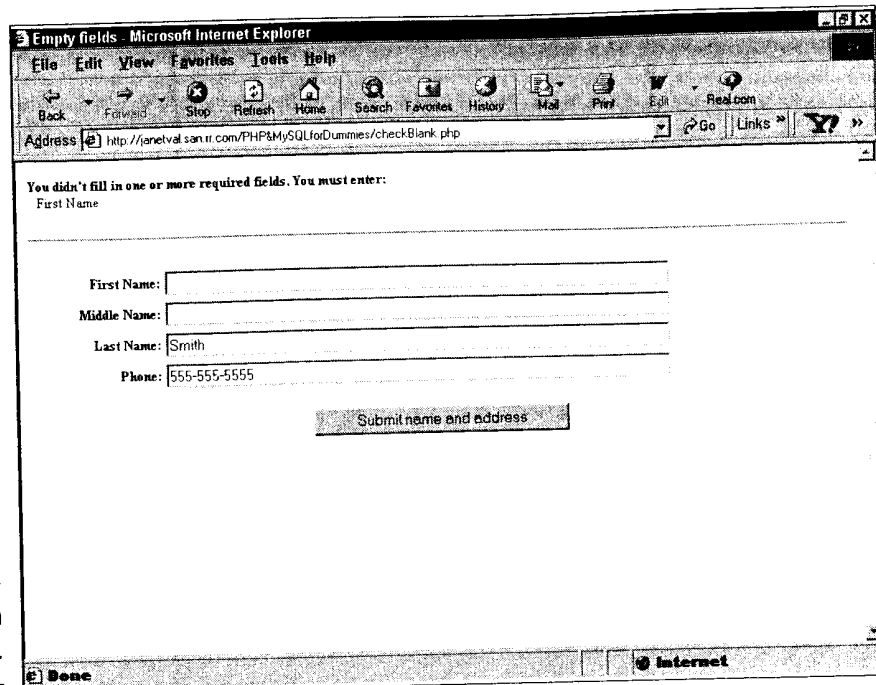 Empty fields - Microsoft Internet Explorer
File Edit View Favorites Tools Help
Back Forward Stop Refresh Home Search Favorites History Mail Print Edit Real.com
Address http://janetval.san.rr.com/PHP&MySQLforDummies/checkBlank.php Go Links »
You didn't fill in one or more required fields. You must enter:
First Name
First Name:
Middle Name:
Last Name: Smith
Phone: 555-555-5555
Submit name and address
Done Internet